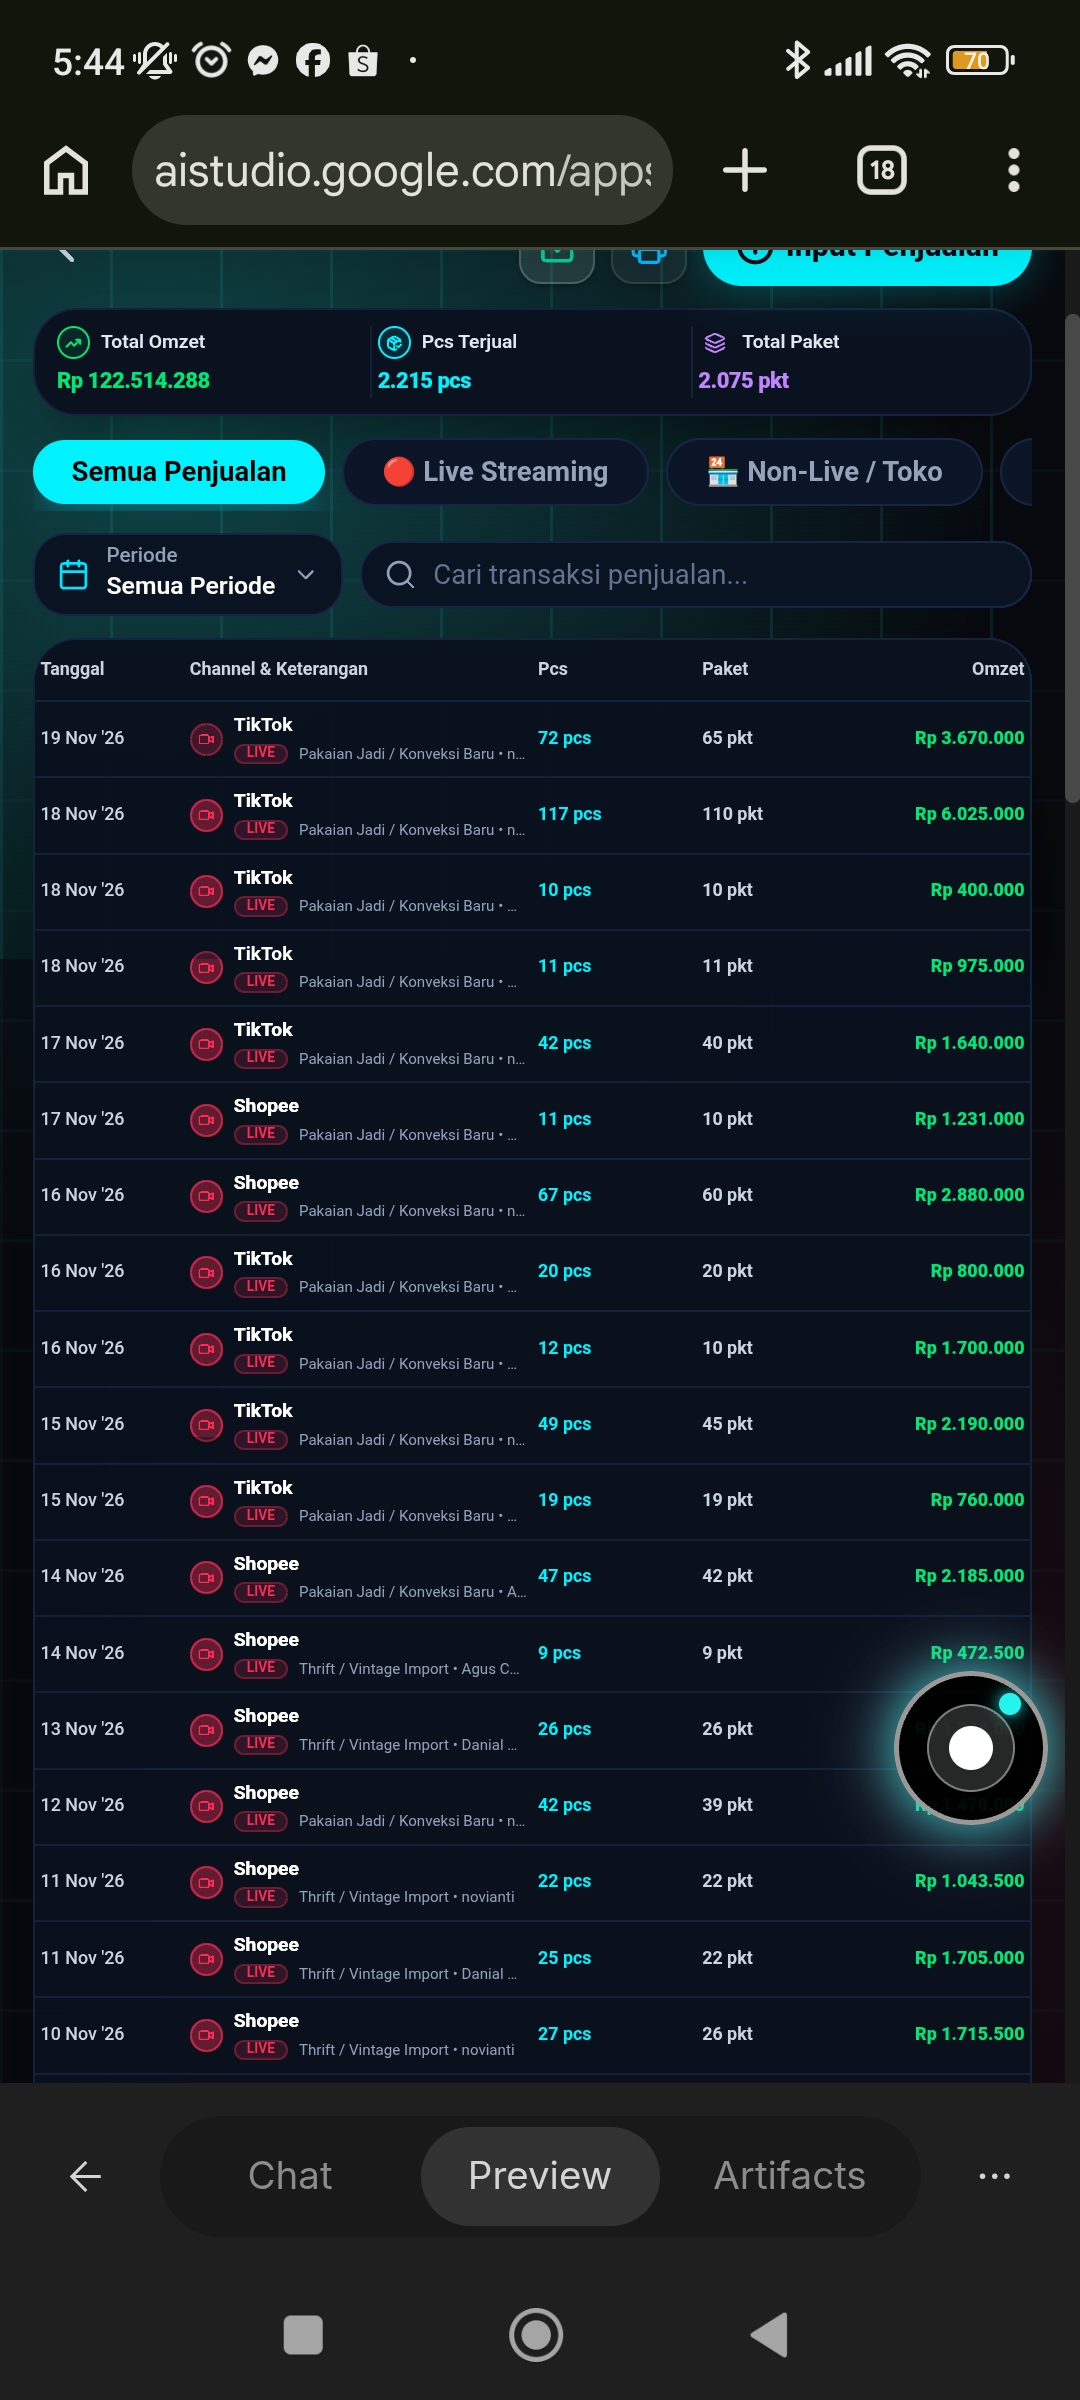 5:44
70
aistudio.google.com/apps
18
Input Penjualan
Total Omzet
Rp 122.514.288
Pcs Terjual
2.215 pcs
Total Paket
2.075 pkt
Semua Penjualan
Live Streaming
24
Non-Live / Toko
Periode
Semua Periode
Cari transaksi penjualan...
Tanggal Channel & Keterangan Pcs Paket Omzet
19 Nov '26 TikTok 72 pcs 65 pkt Rp 3.670.000
LIVE Pakaian Jadi / Konveksi Baru • n...
18 Nov '26 TikTok 117 pcs 110 pkt Rp 6.025.000
LIVE Pakaian Jadi / Konveksi Baru • n...
18 Nov '26 TikTok 10 pcs 10 pkt Rp 400.000
LIVE Pakaian Jadi / Konveksi Baru • ...
18 Nov '26 TikTok 11 pcs 11 pkt Rp 975.000
LIVE Pakaian Jadi / Konveksi Baru • ...
17 Nov '26 TikTok 42 pcs 40 pkt Rp 1.640.000
LIVE Pakaian Jadi / Konveksi Baru • n...
17 Nov '26 Shopee 11 pcs 10 pkt Rp 1.231.000
LIVE Pakaian Jadi / Konveksi Baru • ...
16 Nov '26 Shopee 67 pcs 60 pkt Rp 2.880.000
LIVE Pakaian Jadi / Konveksi Baru • n...
16 Nov '26 TikTok 20 pcs 20 pkt Rp 800.000
LIVE Pakaian Jadi / Konveksi Baru • ...
16 Nov '26 TikTok 12 pcs 10 pkt Rp 1.700.000
LIVE Pakaian Jadi / Konveksi Baru • ...
15 Nov '26 TikTok 49 pcs 45 pkt Rp 2.190.000
LIVE Pakaian Jadi / Konveksi Baru • n...
15 Nov '26 TikTok 19 pcs 19 pkt Rp 760.000
LIVE Pakaian Jadi / Konveksi Baru • ...
14 Nov '26 Shopee 47 pcs 42 pkt Rp 2.185.000
LIVE Pakaian Jadi / Konveksi Baru • A...
14 Nov '26 Shopee 9 pcs 9 pkt Rp 472.500
LIVE Thrift / Vintage Import • Agus C...
13 Nov '26 Shopee 26 pcs 26 pkt
LIVE Thrift / Vintage Import • Danial ...
12 Nov '26 Shopee 42 pcs 39 pkt
LIVE Pakaian Jadi / Konveksi Baru • n...
11 Nov '26 Shopee 22 pcs 22 pkt Rp 1.043.500
LIVE Thrift / Vintage Import • novianti
11 Nov '26 Shopee 25 pcs 22 pkt Rp 1.705.000
LIVE Thrift / Vintage Import • Danial ...
10 Nov '26 Shopee 27 pcs 26 pkt Rp 1.715.500
LIVE Thrift / Vintage Import • novianti
Chat
Preview
Artifacts